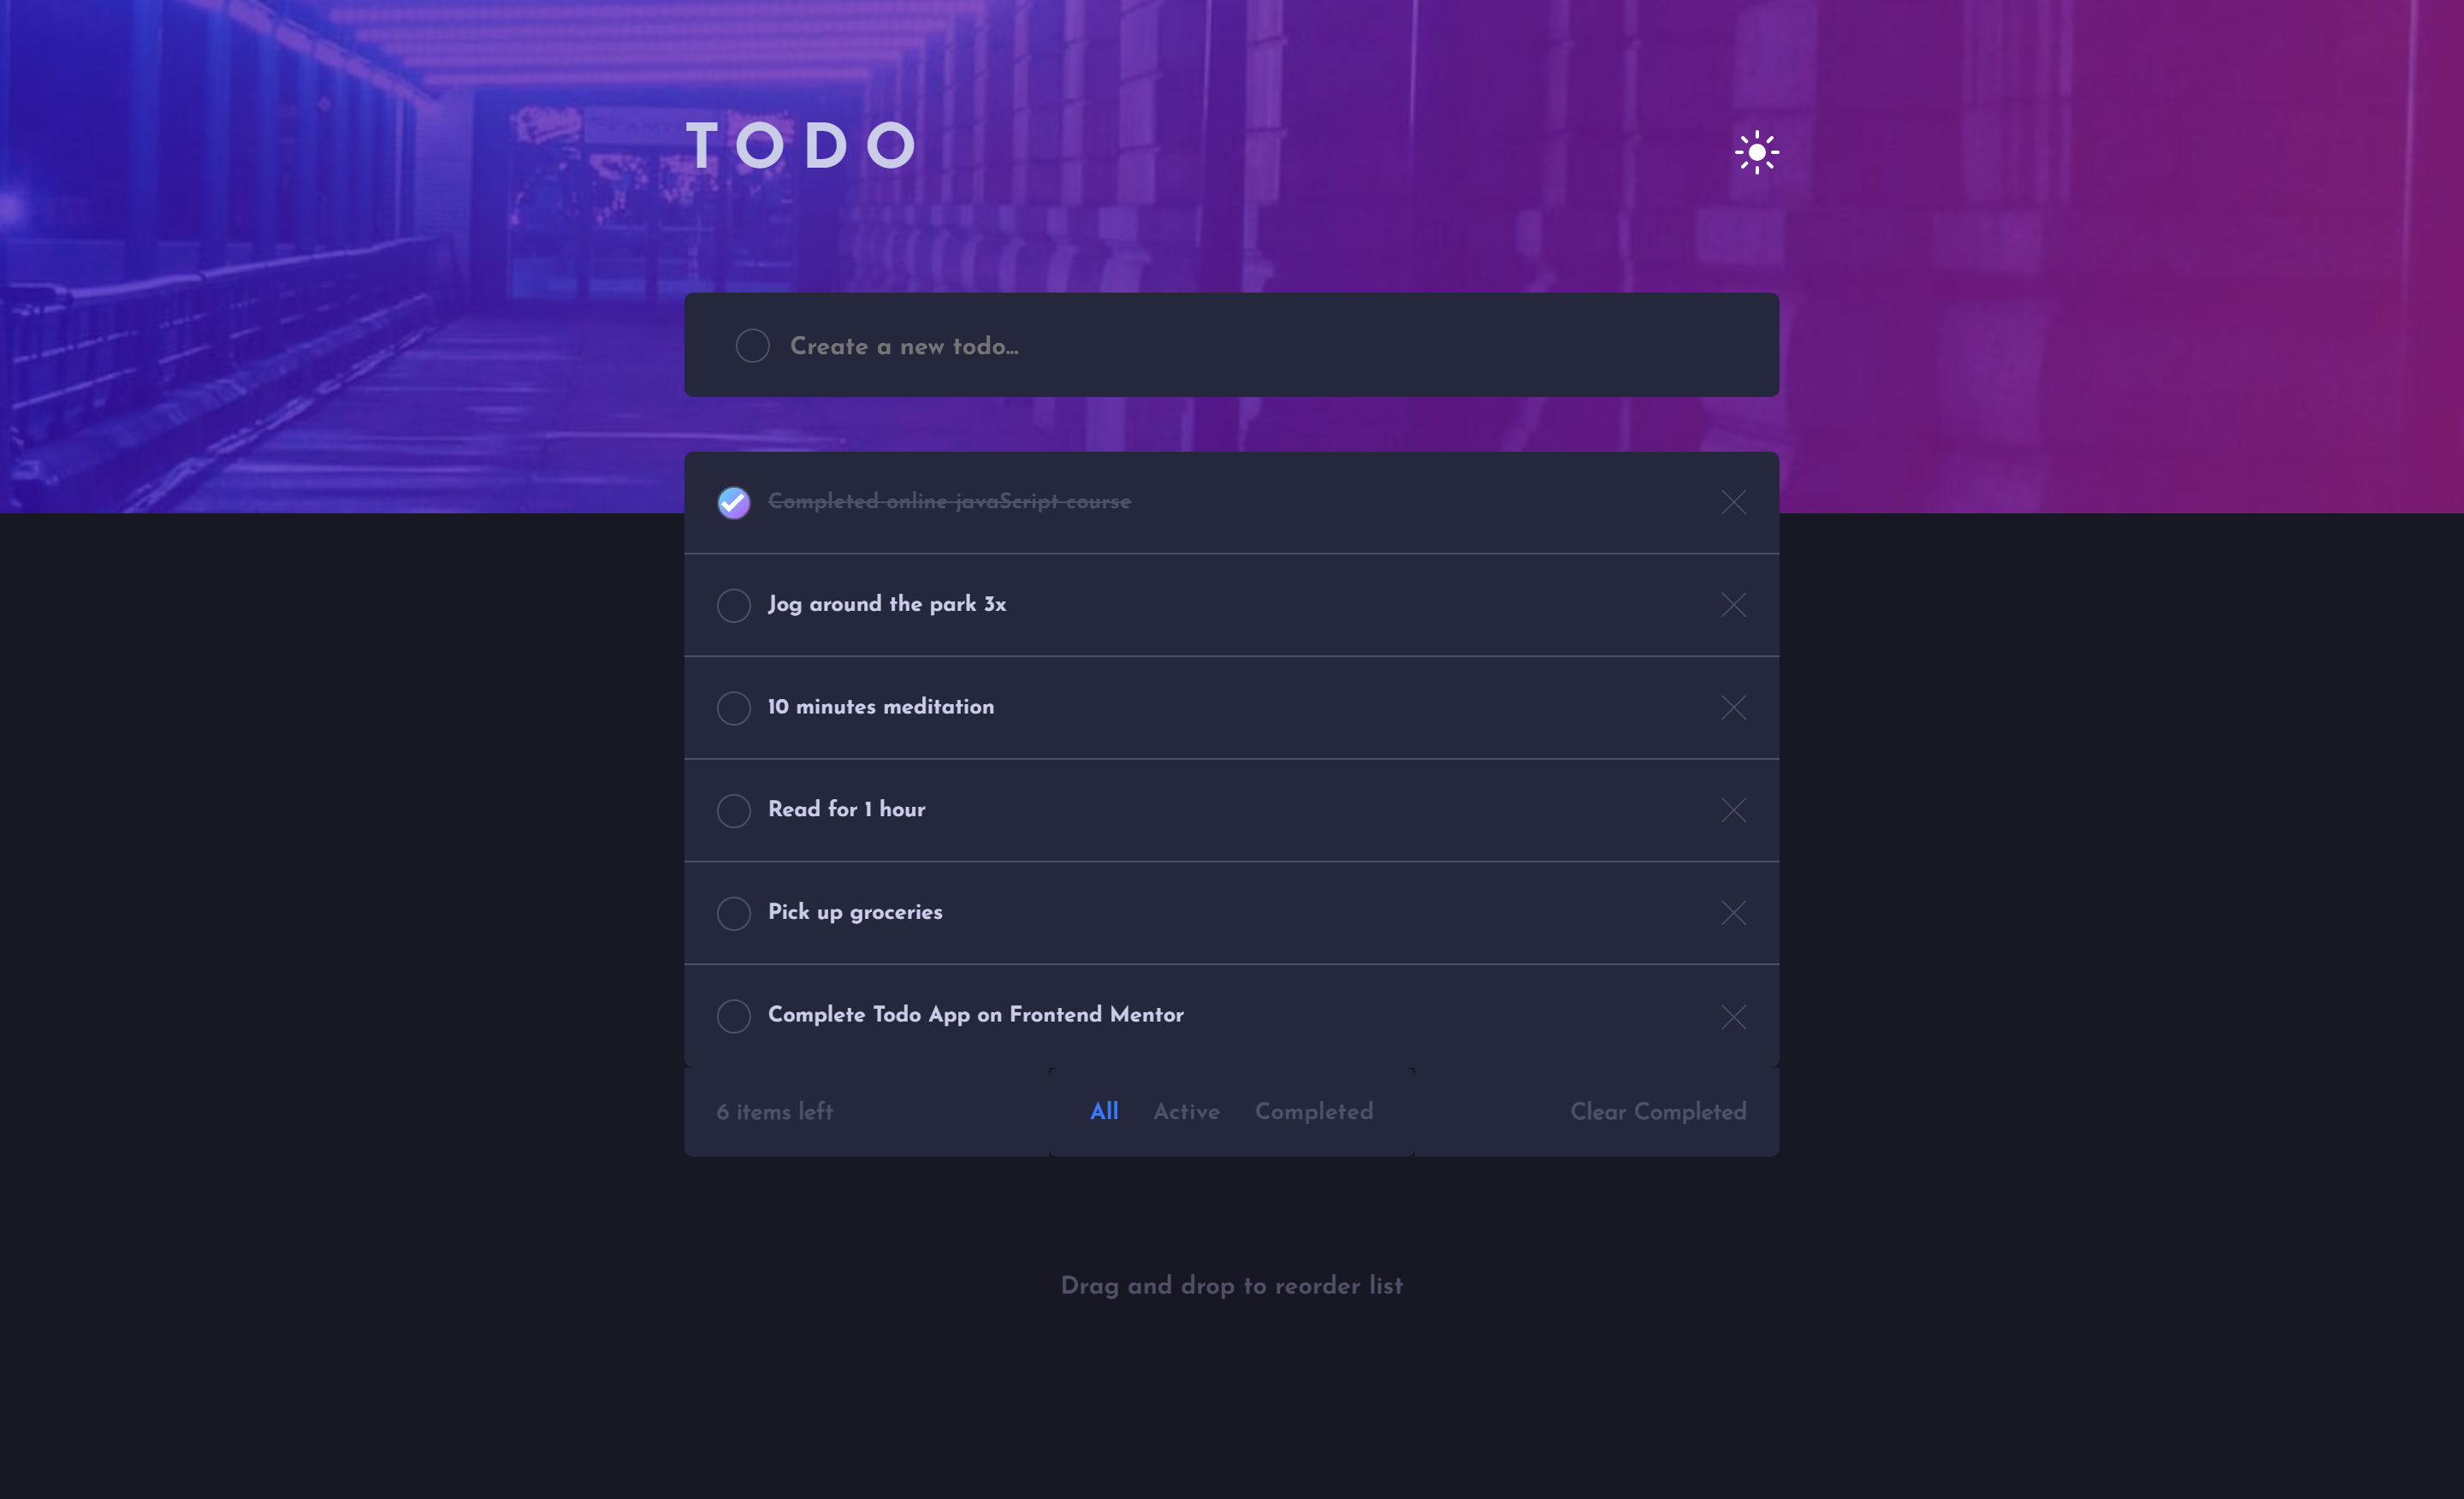 TODO
Create a new todo...
Completed online javaScript course
Jog around the park 3x
10 minutes meditation
Read for 1 hour
Pick up groceries
Complete Todo App on Frontend Mentor
6 items left
All Active Completed
Clear Completed
Drag and drop to reorder list